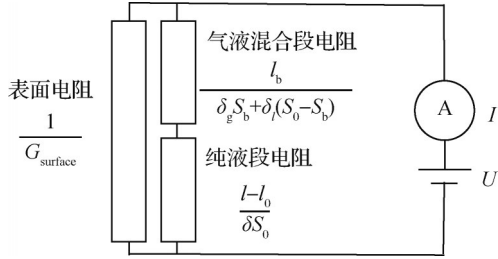 气液混合段电阻
l_b
δ_g S_b+δ_l(S_0−S_b)
表面电阻
1
G_surface
纯液段电阻
l−l_0
δS_0
A
I
U